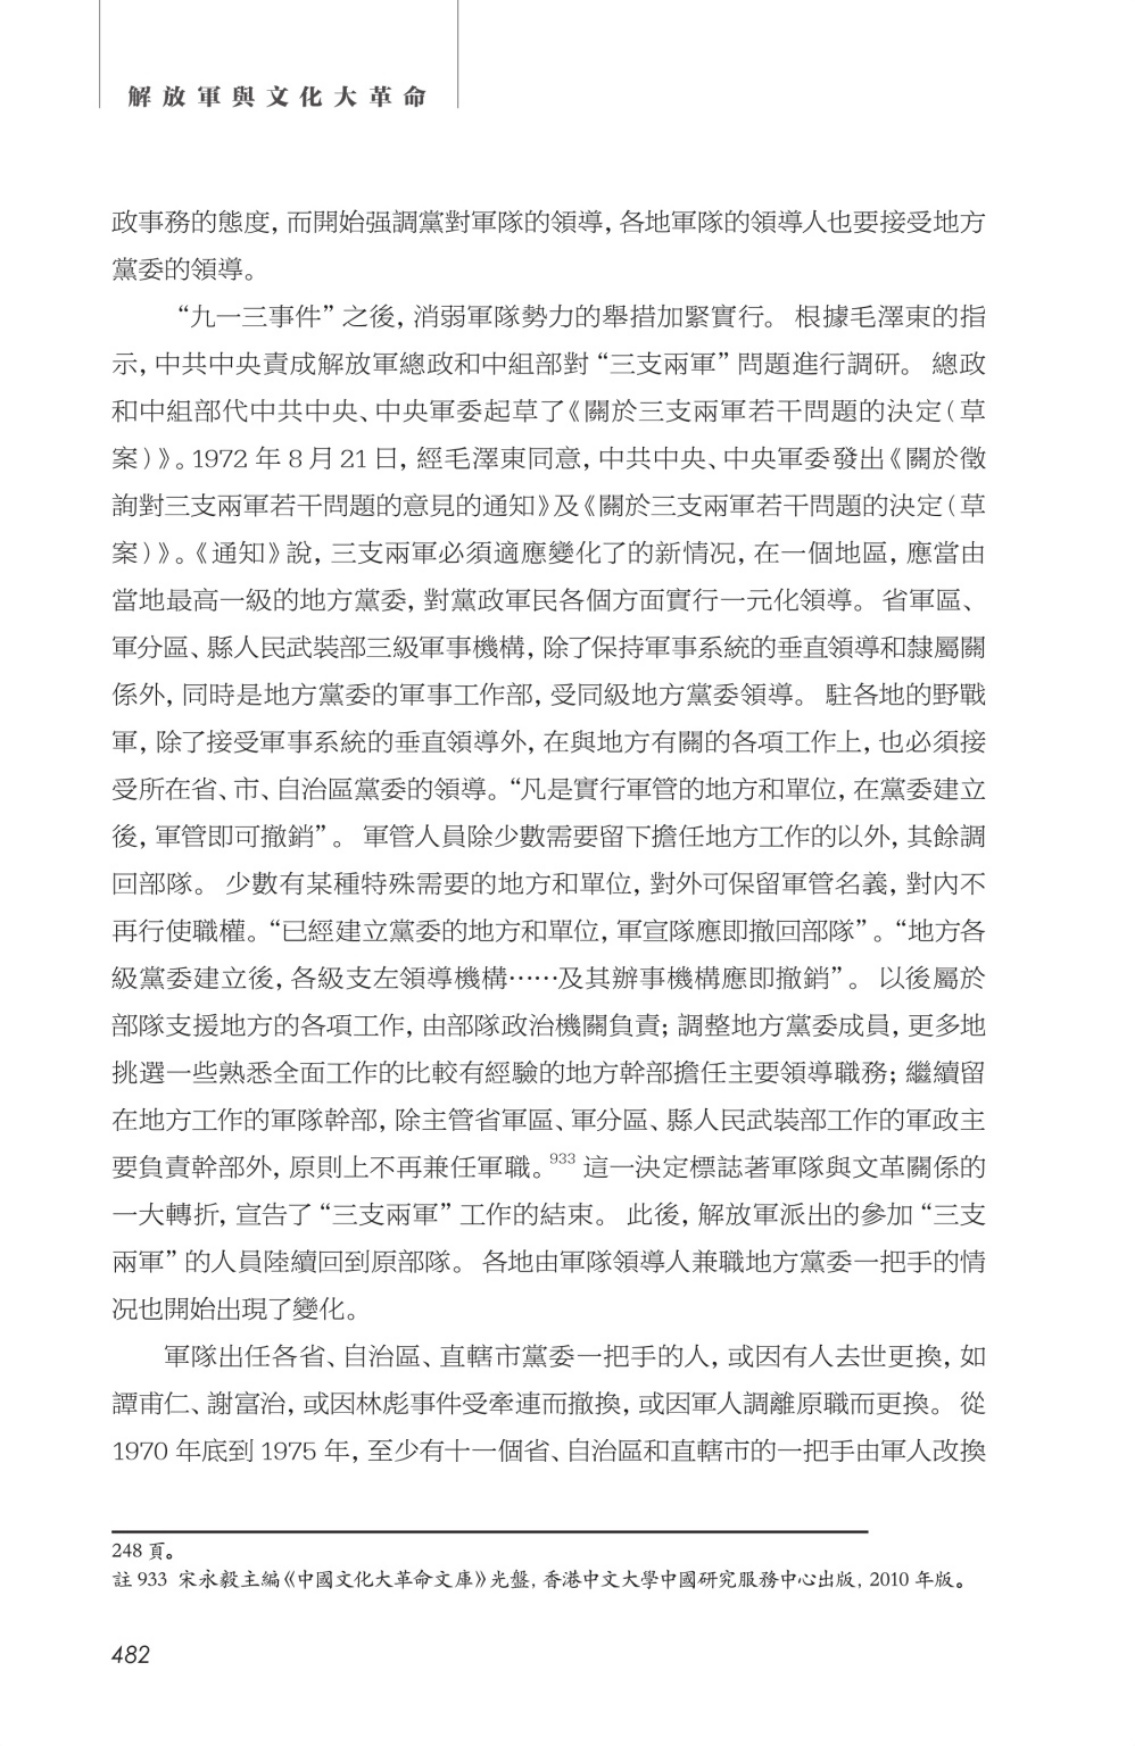 解放軍與文化大革命
政事務的態度，而開始强調黨對軍隊的領導，各地軍隊的領導人也要接受地方
黨委的領導。
“九一三事件”之後，消弱軍隊勢力的舉措加緊實行。 根據毛澤東的指
示，中共中央責成解放軍總政和中組部對“三支兩軍”問題進行調研。 總政
和中組部代中共中央、中央軍委起草了《關於三支兩軍若干問題的決定（草
案）》。1972 年 8 月 21 日，經毛澤東同意，中共中央、中央軍委發出《關於徵
詢對三支兩軍若干問題的意見的通知》及《關於三支兩軍若干問題的決定（草
案）》。《通知》說，三支兩軍必須適應變化了的新情況，在一個地區，應當由
當地最高一級的地方黨委，對黨政軍民各個方面實行一元化領導。 省軍區、
軍分區、縣人民武裝部三級軍事機構，除了保持軍事系統的垂直領導和隸屬關
係外，同時是地方黨委的軍事工作部，受同級地方黨委領導。 駐各地的野戰
軍，除了接受軍事系統的垂直領導外，在與地方有關的各項工作上，也必須接
受所在省、市、自治區黨委的領導。“凡是實行軍管的地方和單位，在黨委建立
後，軍管即可撤銷”。 軍管人員除少數需要留下擔任地方工作的以外，其餘調
回部隊。 少數有某種特殊需要的地方和單位，對外可保留軍管名義，對內不
再行使職權。“已經建立黨委的地方和單位，軍宣隊應即撤回部隊”。“地方各
級黨委建立後，各級支左領導機構……及其辦事機構應即撤銷”。 以後屬於
部隊支援地方的各項工作，由部隊政治機關負責；調整地方黨委成員，更多地
挑選一些熟悉全面工作的比較有經驗的地方幹部擔任主要領導職務；繼續留
在地方工作的軍隊幹部，除主管省軍區、軍分區、縣人民武裝部工作的軍政主
要負責幹部外，原則上不再兼任軍職。933 這一決定標誌著軍隊與文革關係的
一大轉折，宣告了“三支兩軍”工作的結束。 此後，解放軍派出的參加“三支
兩軍”的人員陸續回到原部隊。 各地由軍隊領導人兼職地方黨委一把手的情
況也開始出現了變化。
軍隊出任各省、自治區、直轄市黨委一把手的人，或因有人去世更換，如
譚甫仁、謝富治，或因林彪事件受牽連而撤換，或因軍人調離原職而更換。 從
1970 年底到 1975 年，至少有十一個省、自治區和直轄市的一把手由軍人改換
248 頁。
註 933 宋永毅主編《中國文化大革命文庫》光盤，香港中文大學中國研究服務中心出版，2010 年版。
482